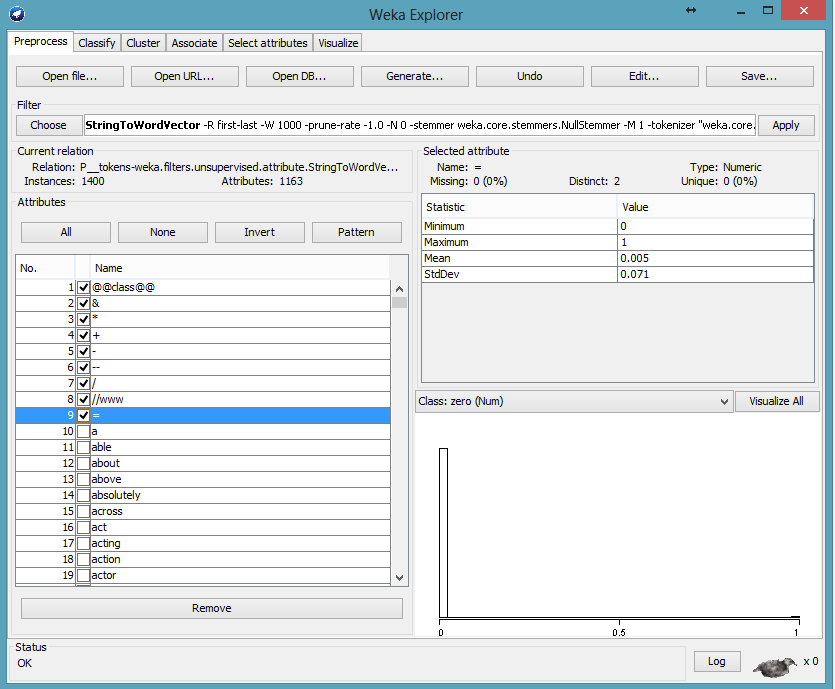 Weka Explorer
Preprocess Classify Cluster Associate Select attributes Visualize
Open file... Open URL... Open DB... Generate... Undo Edit... Save...
Filter
Choose StringToWordVector -R first-last -W 1000 -prune-rate -1.0 -N 0 -stemmer weka.core.stemmers.NullStemmer -M 1 -tokenizer "weka.core. Apply
Current relation
Relation: P__tokens-weka.filters.unsupervised.attribute.StringToWordVe...
Instances: 1400 Attributes: 1163
Attributes
All None Invert Pattern
No. Name
1 @@class@@
2 &
3 *
4 +
5 -
6 --
7 /
8 //www
9 =
10 a
11 able
12 about
13 above
14 absolutely
15 across
16 act
17 acting
18 action
19 actor
Remove
Selected attribute
Name: = Type: Numeric
Missing: 0 (0%) Distinct: 2 Unique: 0 (0%)
Statistic Value
Minimum 0
Maximum 1
Mean 0.005
StdDev 0.071
Class: zero (Num) Visualize All
0 0.5 1
Status
OK
Log x 0